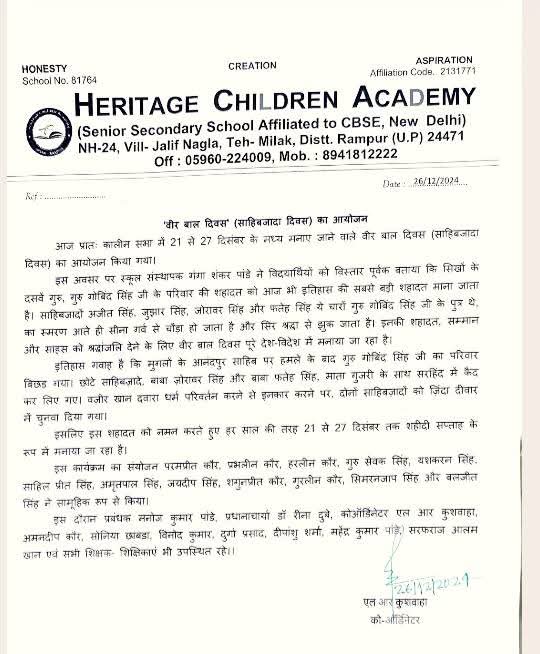 HONESTY
CREATION
ASPIRATION
School No. 81764
Affiliation Code.. 2131771
HERITAGE CHILDREN ACADEMY
(Senior Secondary School Affiliated to CBSE, New Delhi)
NH-24, Vill- Jalif Nagla, Teh- Milak, Distt. Rampur (U.P) 24471
Off : 05960-224009, Mob. : 8941812222
Ref : ..........................
Date : ..26/12/2024....
'वीर बाल दिवस' (साहिबजादा दिवस) का आयोजन
आज प्रातः कालीन सभा में 21 से 27 दिसंबर के मध्य मनाए जाने वाले वीर बाल दिवस (साहिबजादा
दिवस) का आयोजन किया गया।
इस अवसर पर स्कूल संस्थापक गंगा शंकर पांडे ने विदयार्थियों को विस्तार पूर्वक बताया कि सिखों के
दसवें गुरु, गुरु गोबिंद सिंह जी के परिवार की शहादत को आज भी इतिहास की सबसे बड़ी शहादत माना जाता
है। साहिबजादों अजीत सिंह, जुझार सिंह, जोरावर सिंह और फतेह सिंह ये चारों गुरु गोबिंद सिंह जी के पुत्र थे,
का स्मरण आते ही सीना गर्व से चौंडा हो जाता है और सिर श्रद्धा से झुक जाता है। इनकी शहादत, सम्मान
और साहस को श्रद्धांजलि देने के लिए वीर बाल दिवस पूरे देश-विदेश में मनाया जा रहा है।
इतिहास गवाह है कि मुगलों के आनंदपुर साहिब पर हमले के बाद गुरु गोबिंद सिंह जी का परिवार
बिछड़ गया। छोटे साहिबज़ादे, बाबा ज़ोरावर सिंह और बाबा फतेह सिंह, माता गुजरी के साथ सरहिंद में कैद
कर लिए गए। वज़ीर खान दवारा धर्म परिवर्तन करने से इनकार करने पर, दोनों साहिबज़ादों को ज़िंदा दीवार
में चुनवा दिया गया।
इसलिए इस शहादत को नमन करते हुए हर साल की तरह 21 से 27 दिसंबर तक शहीदी सप्ताह के
रूप में मनाया जा रहा है।
इस कार्यक्रम का संयोजन परमप्रीत कौर, प्रभलीन कौर, हरलीन कौर, गुरु सेवक सिंह, यशकरन सिंह,
साहिल प्रीत सिंह, अमृतपाल सिंह, जयदीप सिंह, शगुनप्रीत कौर, गुरलीन कौर, सिमरनजाप सिंह और बलजीत
सिंह ने सामूहिक रूप से किया।
इस दौरान प्रबंधक मनोज कुमार पांडे, प्रधानाचार्या डॉ रीना दुबे, कोऑर्डिनेटर एल आर कुशवाहा,
अमनदीप कौर, सोनिया छाबडा, विनोद कुमार, दुर्गा प्रसाद, दीपांशु शर्मा, महेंद्र कुमार पांडे, सरफराज आलम
खान एवं सभी शिक्षक- शिक्षिकाएं भी उपस्थित रहे।।
26/12/2024
एल आर कुशवाहा
कौ-ऑर्डिनेटर